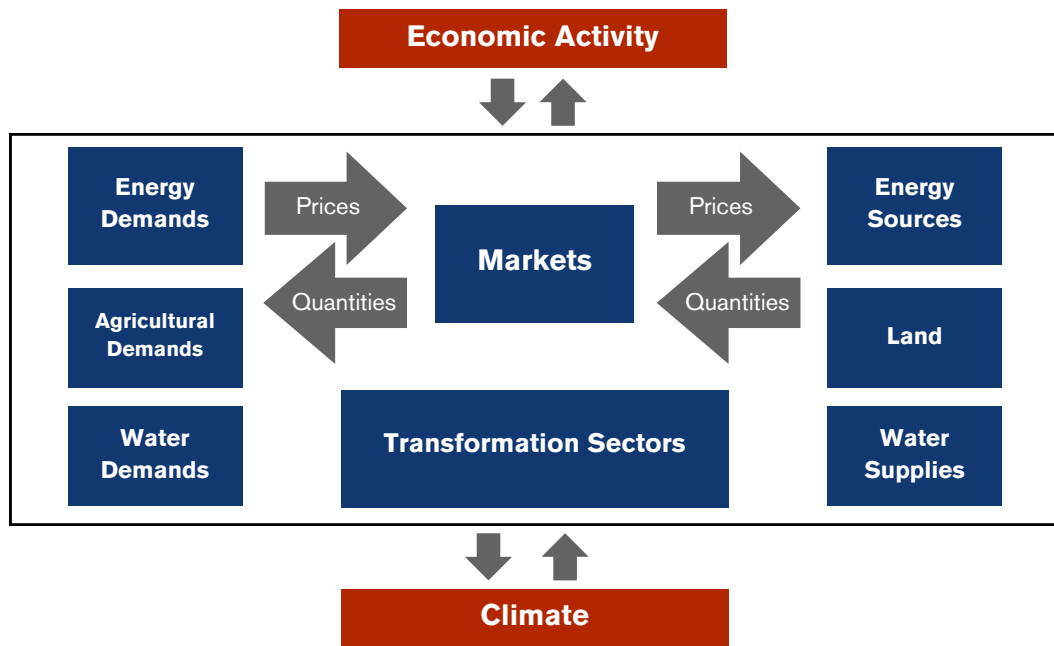 Economic Activity
Energy
Demands
Prices
Quantities
Markets
Prices
Quantities
Energy
Sources
Agricultural
Demands
Land
Water
Demands
Transformation Sectors
Water
Supplies
Climate